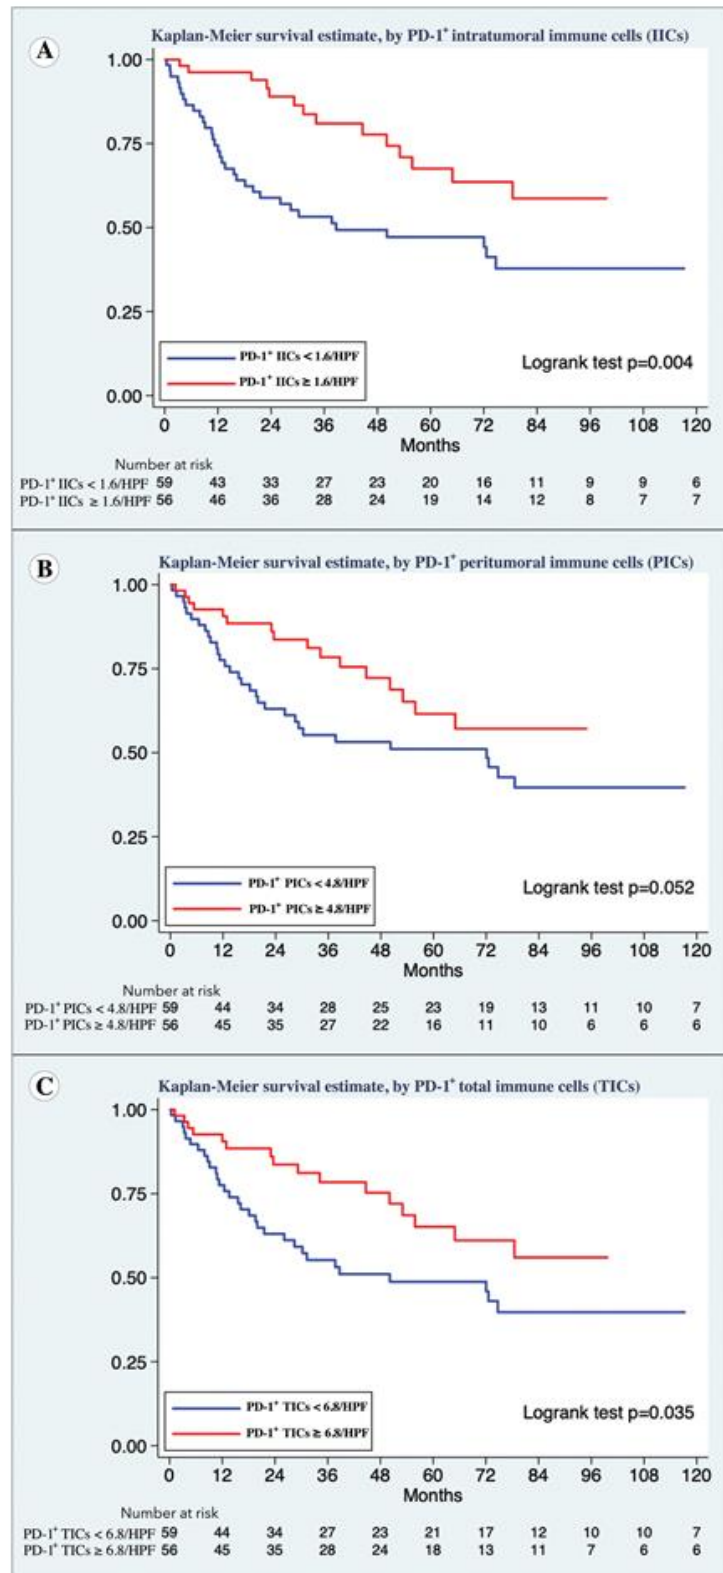 A
Kaplan-Meier survival estimate, by PD-1⁺ intratumoral immune cells (IICs)
1.00
0.75
0.50
0.25
0.00
PD-1⁺ IICs < 1.6/HPF
PD-1⁺ IICs ≥ 1.6/HPF
Logrank test p=0.004
0 12 24 36 48 60 72 84 96 108 120
Months
Number at risk
PD-1⁺ IICs < 1.6/HPF 59 43 33 27 23 20 16 11 9 9 6
PD-1⁺ IICs ≥ 1.6/HPF 56 46 36 28 24 19 14 12 8 7 7
B
Kaplan-Meier survival estimate, by PD-1⁺ peritumoral immune cells (PICs)
1.00
0.75
0.50
0.25
0.00
PD-1⁺ PICs < 4.8/HPF
PD-1⁺ PICs ≥ 4.8/HPF
Logrank test p=0.052
0 12 24 36 48 60 72 84 96 108 120
Months
Number at risk
PD-1⁺ PICs < 4.8/HPF 59 44 34 28 25 23 19 13 11 10 7
PD-1⁺ PICs ≥ 4.8/HPF 56 45 35 27 22 16 11 10 6 6 6
C
Kaplan-Meier survival estimate, by PD-1⁺ total immune cells (TICs)
1.00
0.75
0.50
0.25
0.00
PD-1⁺ TICs < 6.8/HPF
PD-1⁺ TICs ≥ 6.8/HPF
Logrank test p=0.035
0 12 24 36 48 60 72 84 96 108 120
Months
Number at risk
PD-1⁺ TICs < 6.8/HPF 59 44 34 27 23 21 17 12 10 10 7
PD-1⁺ TICs ≥ 6.8/HPF 56 45 35 28 24 18 13 11 7 6 6